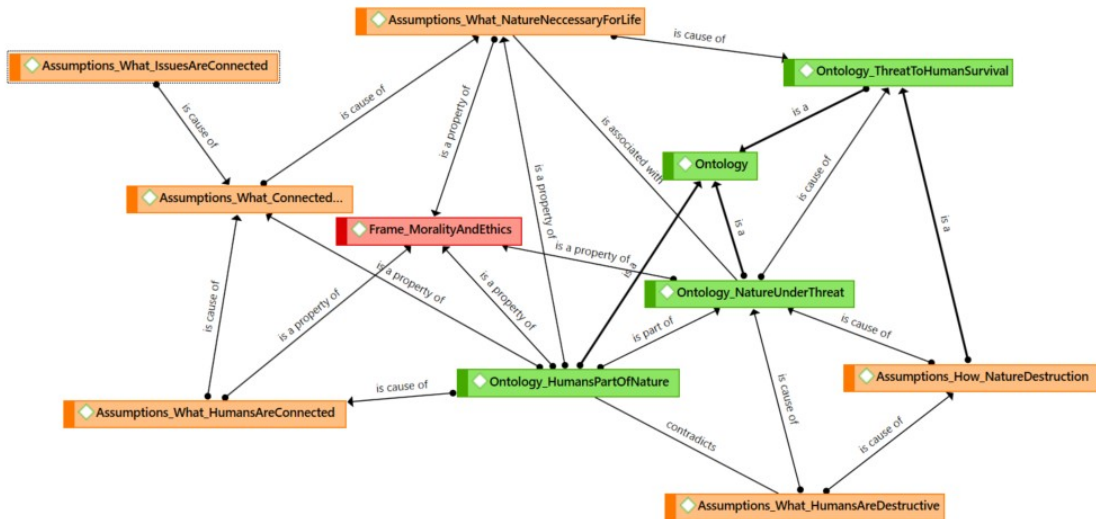 Assumptions_What_NatureNeccessaryForLife
is cause of
Assumptions_What_IssuesAreConnected
Ontology_ThreatToHumanSurvival
is cause of
is cause of
is a property of
is a
is associated with
Ontology
is cause of
is a
Assumptions_What_Connected...
Frame_MoralityAndEthics
is a property of
is a
is a property of
is a
is a property of
is a property of
Ontology_NatureUnderThreat
is cause of
is a property of
is part of
is cause of
Ontology_HumansPartOfNature
Assumptions_How_NatureDestruction
is cause of
Assumptions_What_HumansAreConnected
is cause of
contradicts
is cause of
Assumptions_What_HumansAreDestructive